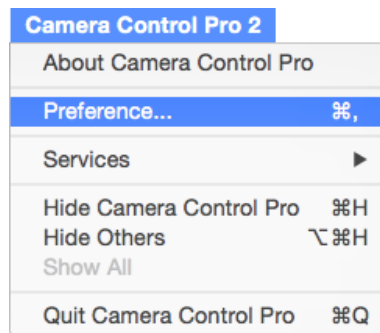 Camera Control Pro 2
About Camera Control Pro
Preference... ⌘,
Services ▶
Hide Camera Control Pro ⌘H
Hide Others ⌥⌘H
Show All
Quit Camera Control Pro ⌘Q